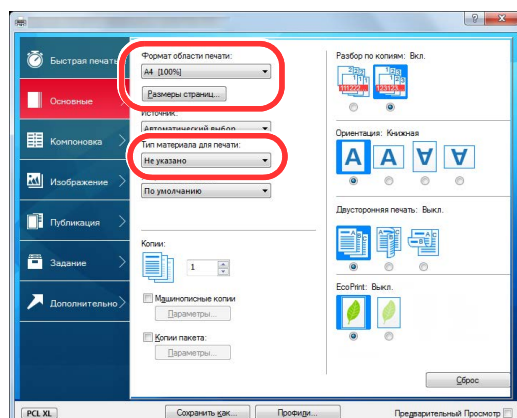 Быстрая печать
Основные
Компоновка
Изображение
Публикация
Задание
Дополнительно
Формат области печати:
A4 [100%]
Размеры страниц...
Источник:
Автоматический выбор
Тип материала для печати:
Не указано
По умолчанию
Копии:
1
Машинописные копии
Параметры...
Копии пакета:
Параметры...
Разбор по копиям: Вкл.
111222
123123
Ориентация: Книжная
A A A A
Двусторонняя печать: Выкл.
EcoPrint: Выкл.
Сброс
PCL XL
Сохранить как...
Профили...
Предварительный Просмотр